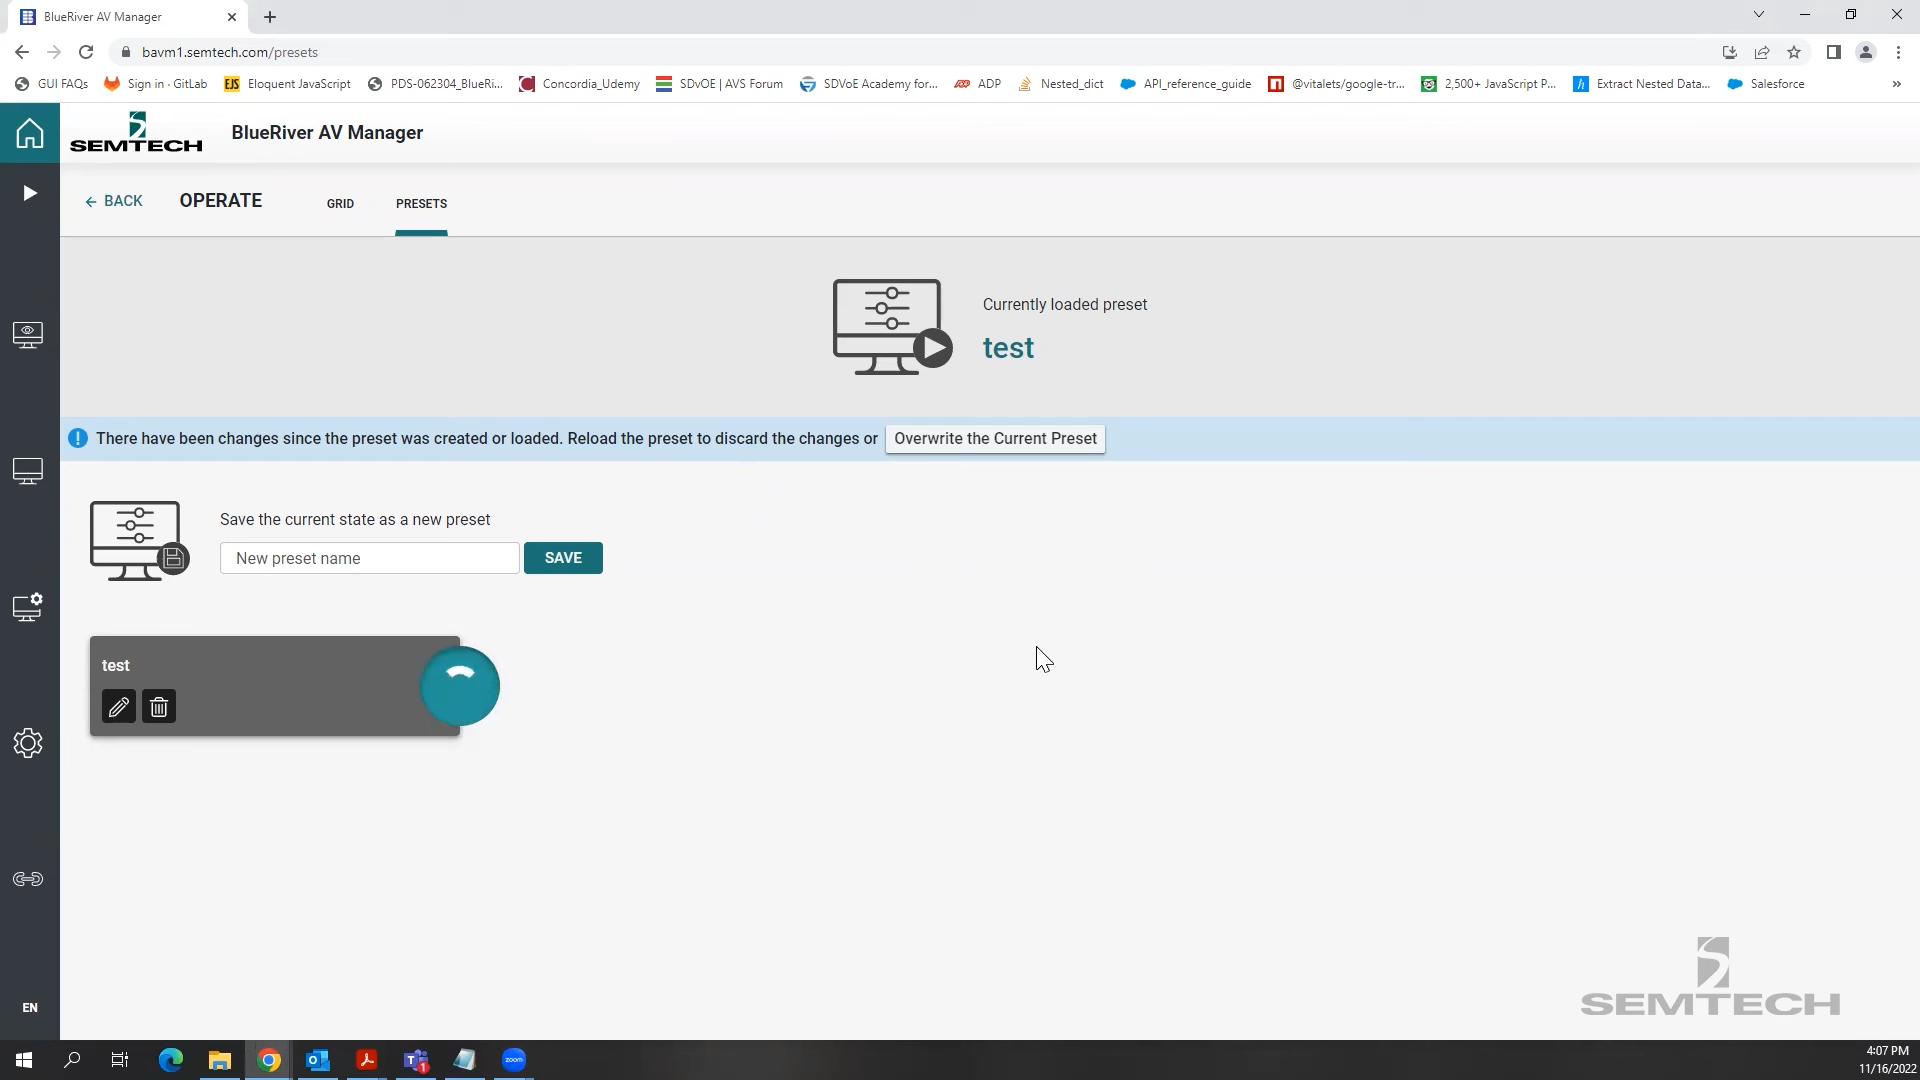 BlueRiver AV Manager
bavm1.semtech.com/presets
GUI FAQs
Sign in · GitLab
EJS
Eloquent JavaScript
PDS-062304_BlueRi...
Concordia_Udemy
SDvOE | AVS Forum
SDVoE Academy for...
ADP
Nested_dict
API_reference_guide
@vitalets/google-tr...
2,500+ JavaScript P...
Extract Nested Data...
Salesforce
»
SEMTECH
BlueRiver AV Manager
← BACK
OPERATE
GRID
PRESETS
Currently loaded preset
test
There have been changes since the preset was created or loaded. Reload the preset to discard the changes or
Overwrite the Current Preset
Save the current state as a new preset
New preset name
SAVE
test
EN
SEMTECH
zoom
1
4:07 PM
11/16/2022